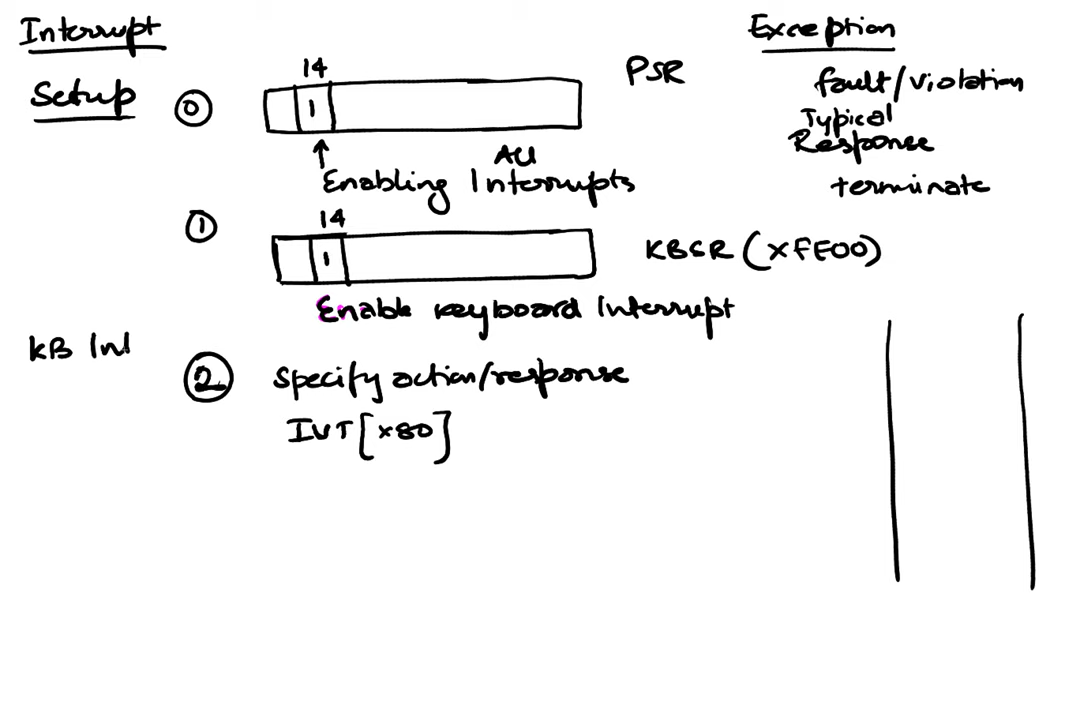 Interrupt
Exception
Setup
0
14
1
PSR
fault/violation
Typical
Response
terminate
All
Enabling Interrupts
1
14
1
KBSR (xFE00)
Enable keyboard Interrupt
KB Int
2
Specify action/response
IVT[x80]